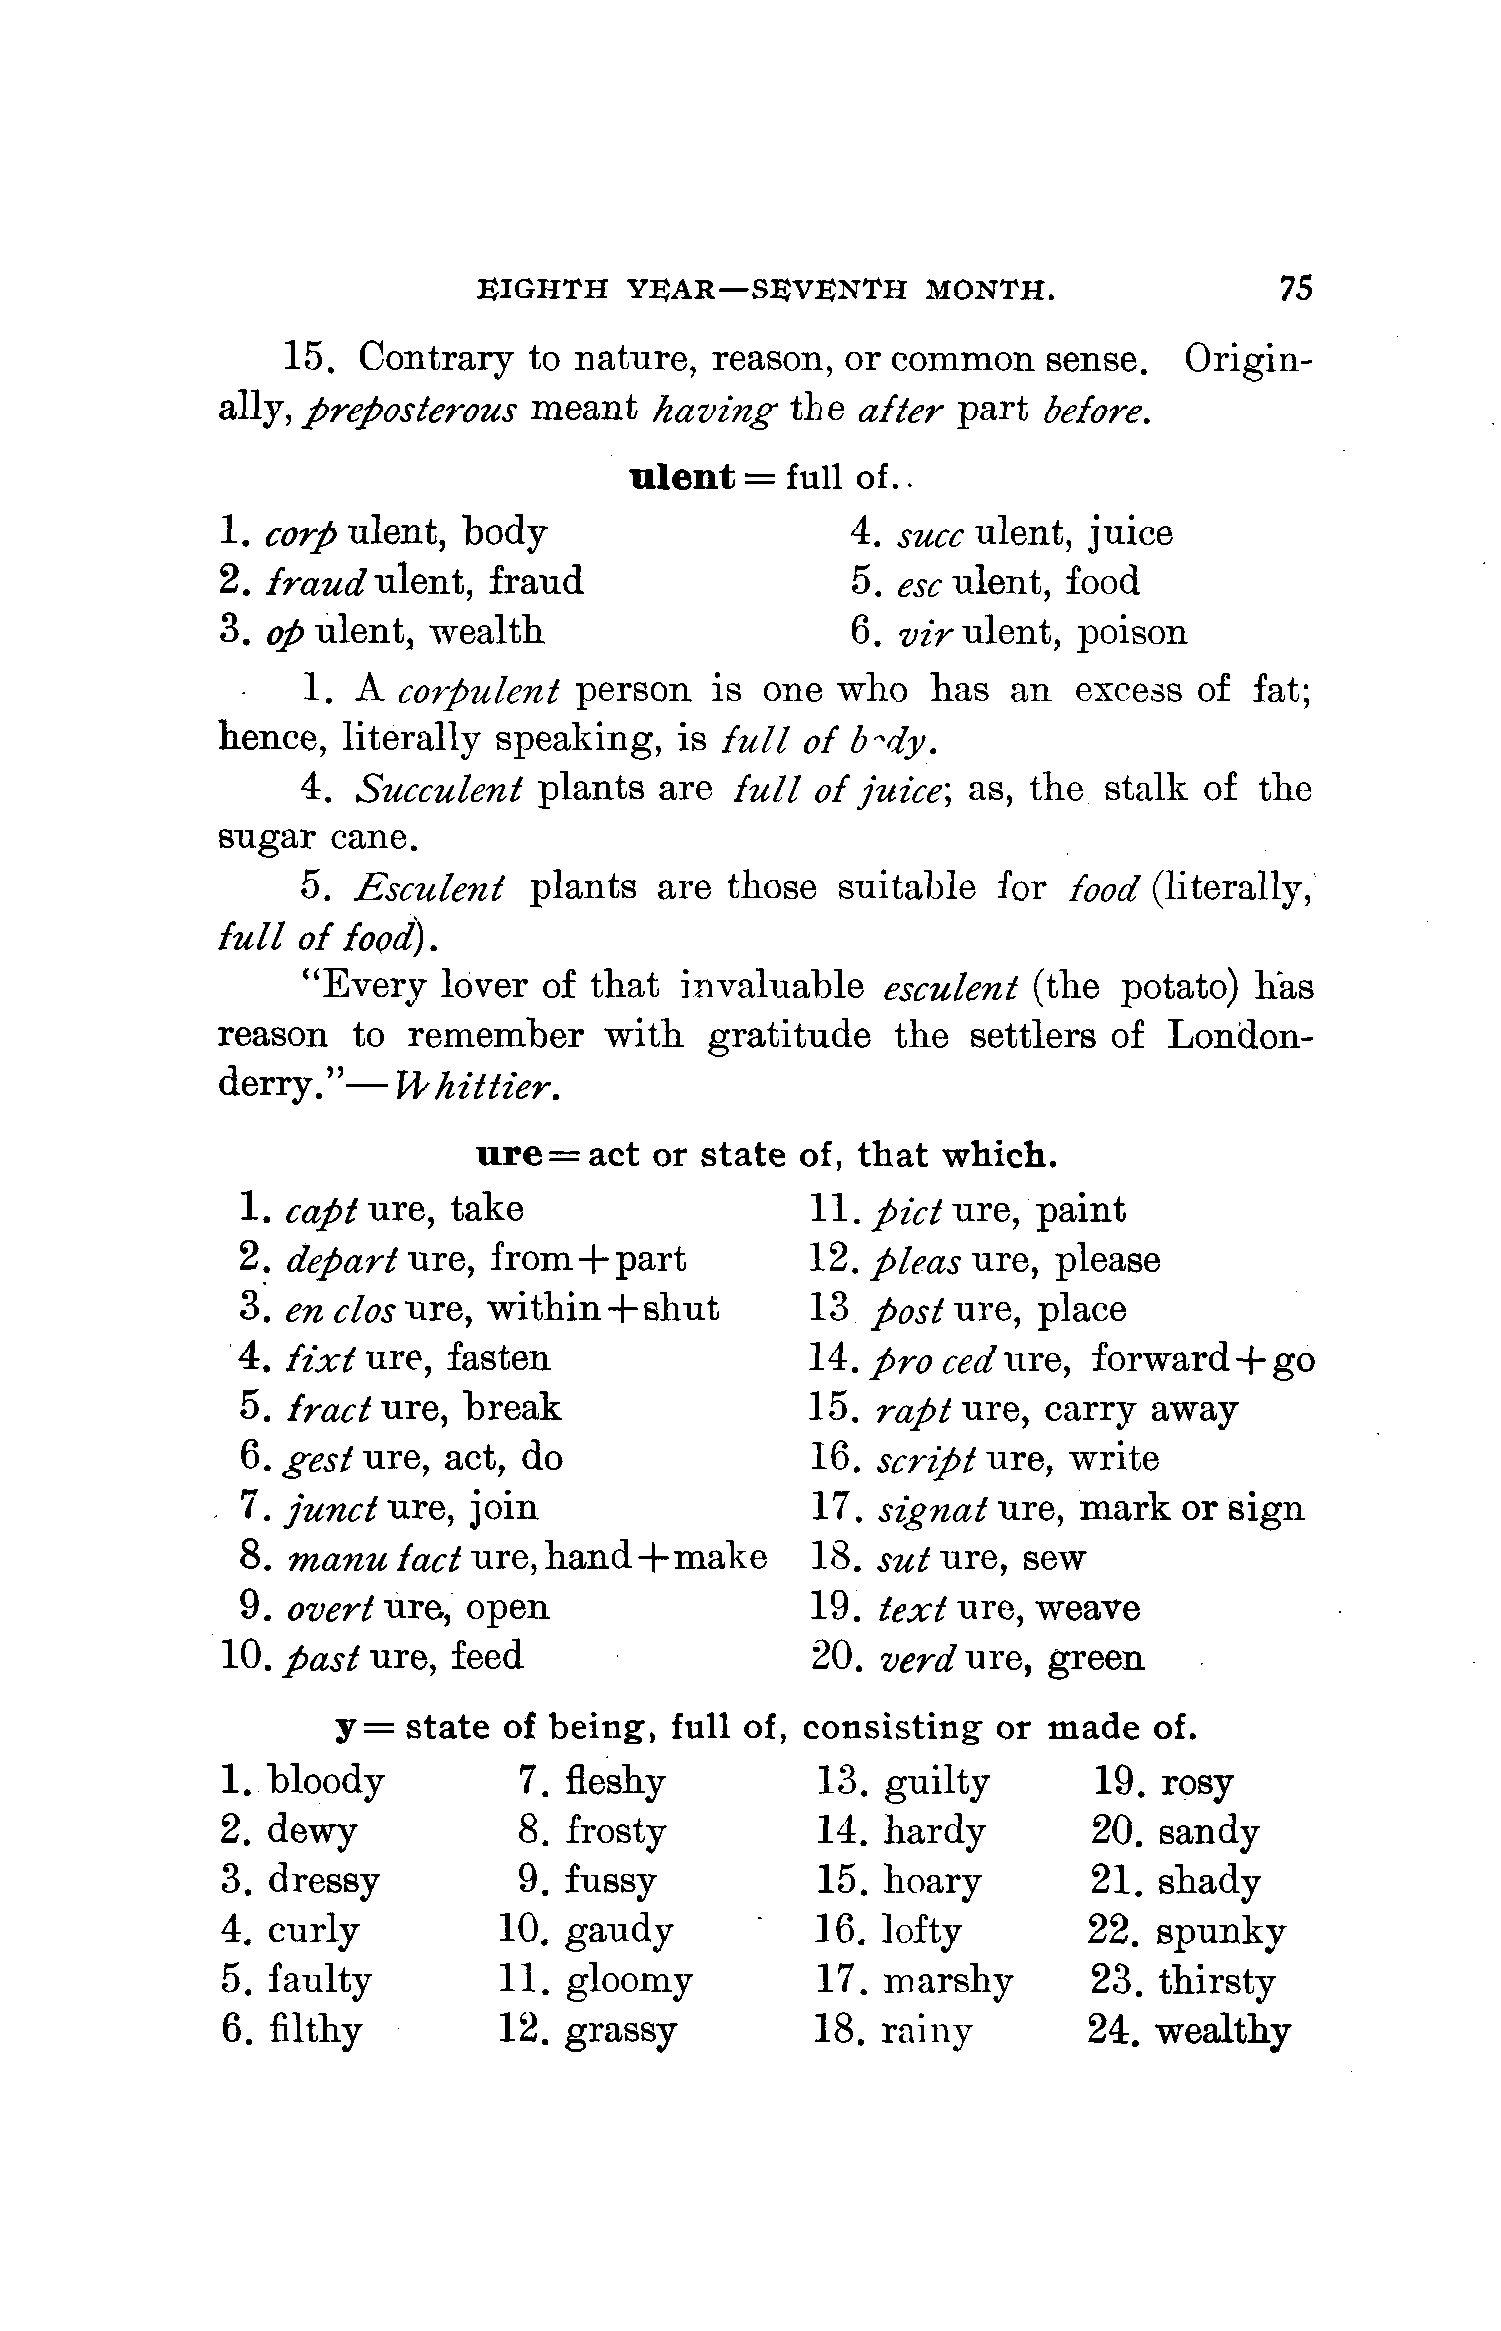 EIGHTH YEAR—SEVENTH MONTH. 75
15. Contrary to nature, reason, or common sense. Origin-
ally, preposterous meant having the after part before.
ulent = full of..
1. corp ulent, body 4. succ ulent, juice
2. fraud ulent, fraud 5. esc ulent, food
3. op ulent, wealth 6. vir ulent, poison
1. A corpulent person is one who has an excess of fat;
hence, literally speaking, is full of body.
4. Succulent plants are full of juice; as, the stalk of the
sugar cane.
5. Esculent plants are those suitable for food (literally,
full of food).
"Every lover of that invaluable esculent (the potato) has
reason to remember with gratitude the settlers of London-
derry."—Whittier.
ure = act or state of, that which.
1. capt ure, take 11. pict ure, paint
2. depart ure, from+part 12. pleas ure, please
3. en clos ure, within+shut 13 post ure, place
4. fixt ure, fasten 14. pro ced ure, forward+go
5. fract ure, break 15. rapt ure, carry away
6. gest ure, act, do 16. script ure, write
7. junct ure, join 17. signat ure, mark or sign
8. manu fact ure, hand+make 18. sut ure, sew
9. overt ure, open 19. text ure, weave
10. past ure, feed 20. verd ure, green
y = state of being, full of, consisting or made of.
1. bloody 7. fleshy 13. guilty 19. rosy
2. dewy 8. frosty 14. hardy 20. sandy
3. dressy 9. fussy 15. hoary 21. shady
4. curly 10. gaudy 16. lofty 22. spunky
5. faulty 11. gloomy 17. marshy 23. thirsty
6. filthy 12. grassy 18. rainy 24. wealthy